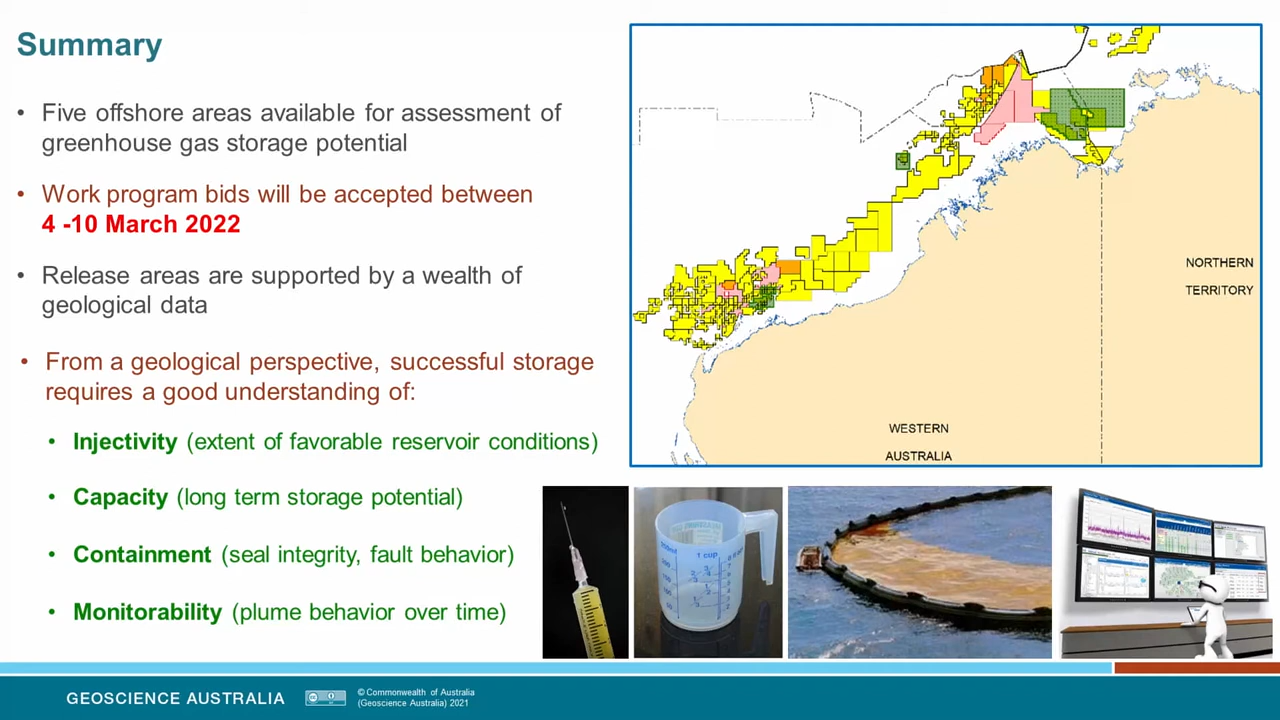 Summary
• Five offshore areas available for assessment of
greenhouse gas storage potential
• Work program bids will be accepted between
4 -10 March 2022
• Release areas are supported by a wealth of
geological data
• From a geological perspective, successful storage
requires a good understanding of:
• Injectivity (extent of favorable reservoir conditions)
• Capacity (long term storage potential)
• Containment (seal integrity, fault behavior)
• Monitorability (plume behavior over time)
NORTHERN
TERRITORY
WESTERN
AUSTRALIA
1 cup
GEOSCIENCE AUSTRALIA
© Commonwealth of Australia
(Geoscience Australia) 2021